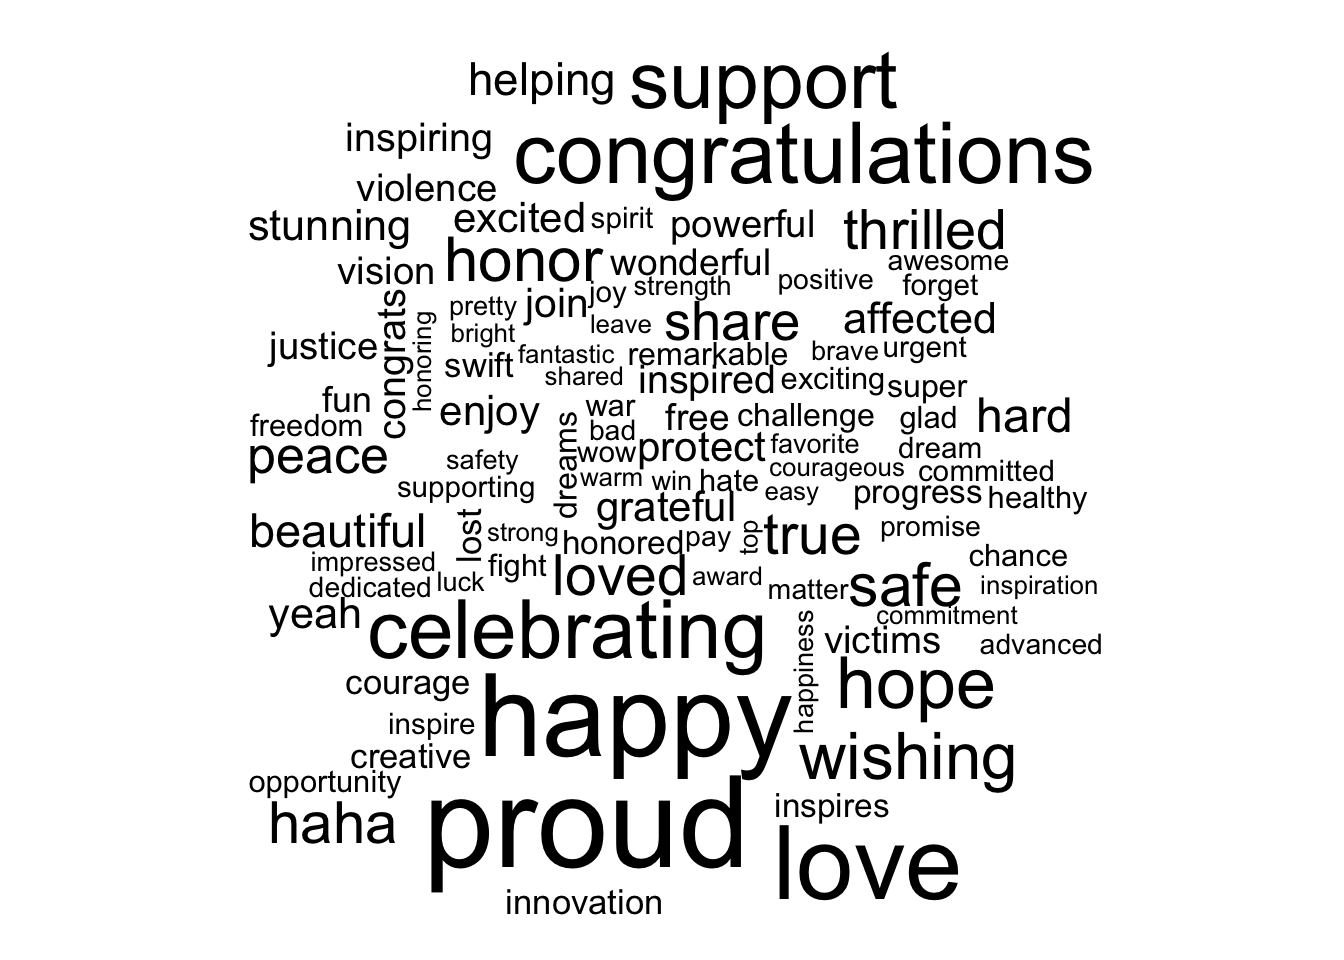 helping support
inspiring congratulations
violence
stunning excited spirit powerful thrilled
vision honor wonderful awesome
congrats honoring pretty join joy strength positive forget
justice bright leave share affected
swift fantastic remarkable brave urgent
shared inspired exciting super
fun enjoy war free challenge glad hard
freedom bad
peace dreams wow protect favorite dream
safety warm win hate courageous committed
supporting grateful easy progress healthy
beautiful lost strong honored pay top true promise
impressed fight loved award chance
dedicated luck matter safe inspiration
yeah celebrating commitment
happiness victims advanced
courage happy hope
inspire
creative wishing
opportunity
haha proud inspires
love
innovation